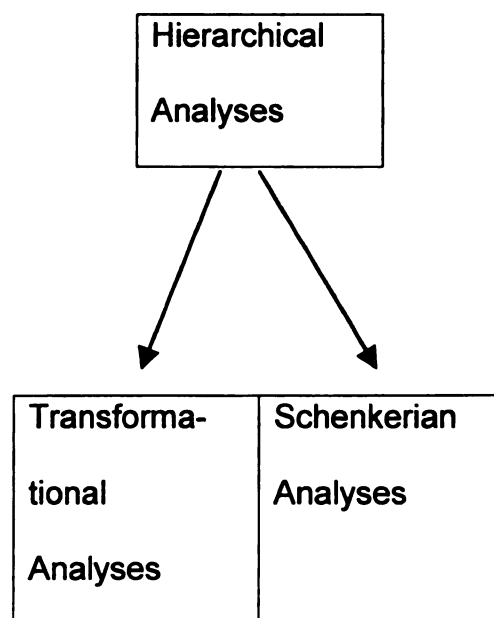 Hierarchical
Analyses
Transforma-
tional
Analyses
Schenkerian
Analyses